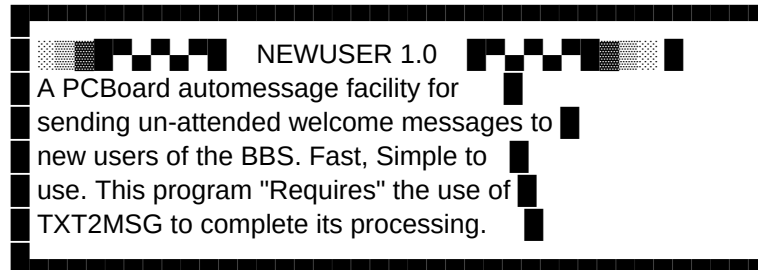 NEWUSER 1.0
A PCBoard automessage facility for
sending un-attended welcome messages to
new users of the BBS. Fast, Simple to
use. This program "Requires" the use of
TXT2MSG to complete its processing.